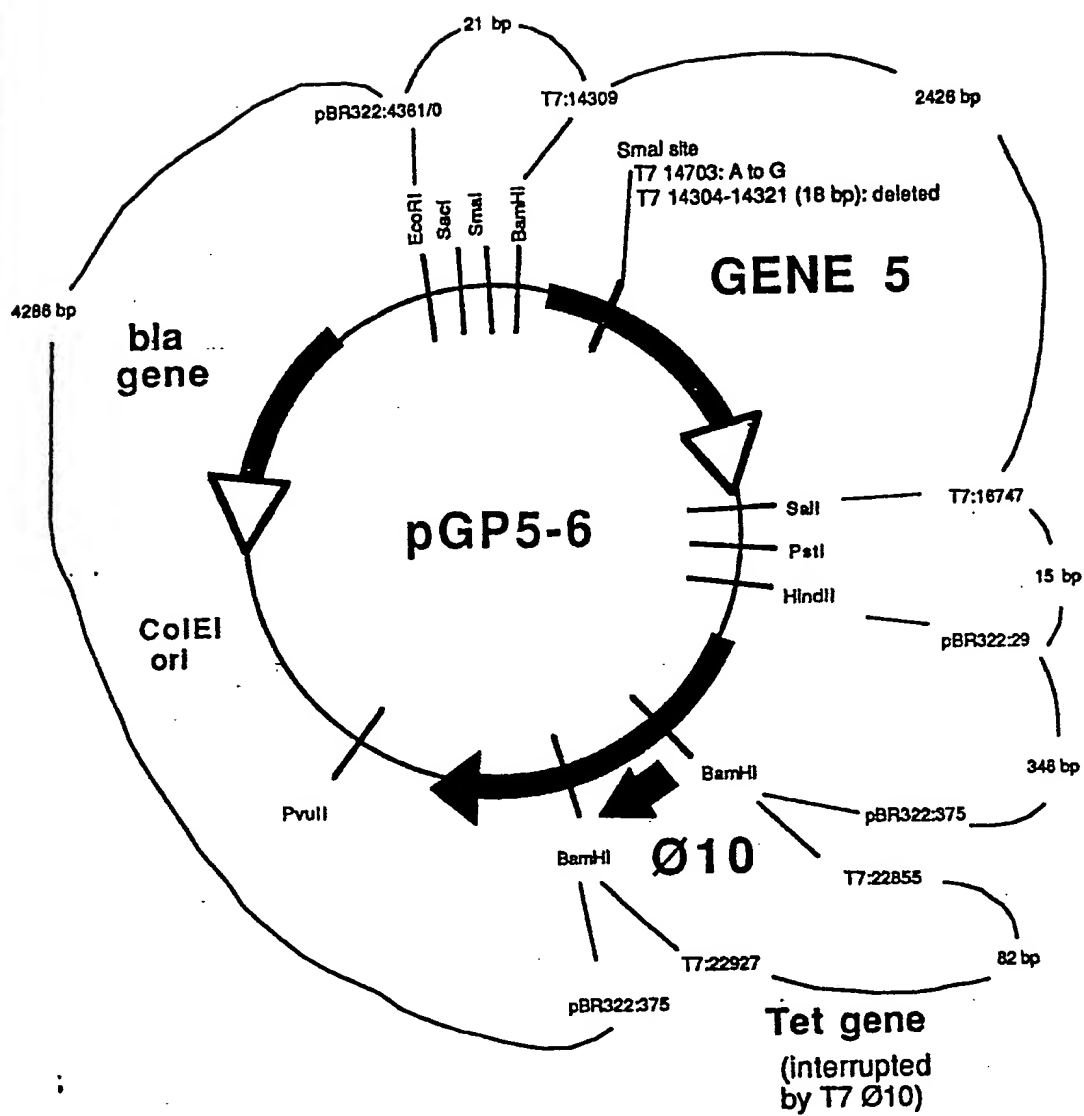 21 bp
pBR322:4361/0
T7:14309
2426 bp
SmaI site
T7 14703: A to G
T7 14304-14321 (18 bp): deleted
EcoRI
SacI
SmaI
BamHI
GENE 5
4286 bp
bla
gene
pGP5-6
SalI
T7:16747
PstI
15 bp
HindII
pBR322:29
ColEI
ori
BamHI
346 bp
PvuII
pBR322:375
BamHI
Ø10
T7:22855
T7:22927
82 bp
pBR322:375
Tet gene
(interrupted
by T7 Ø10)